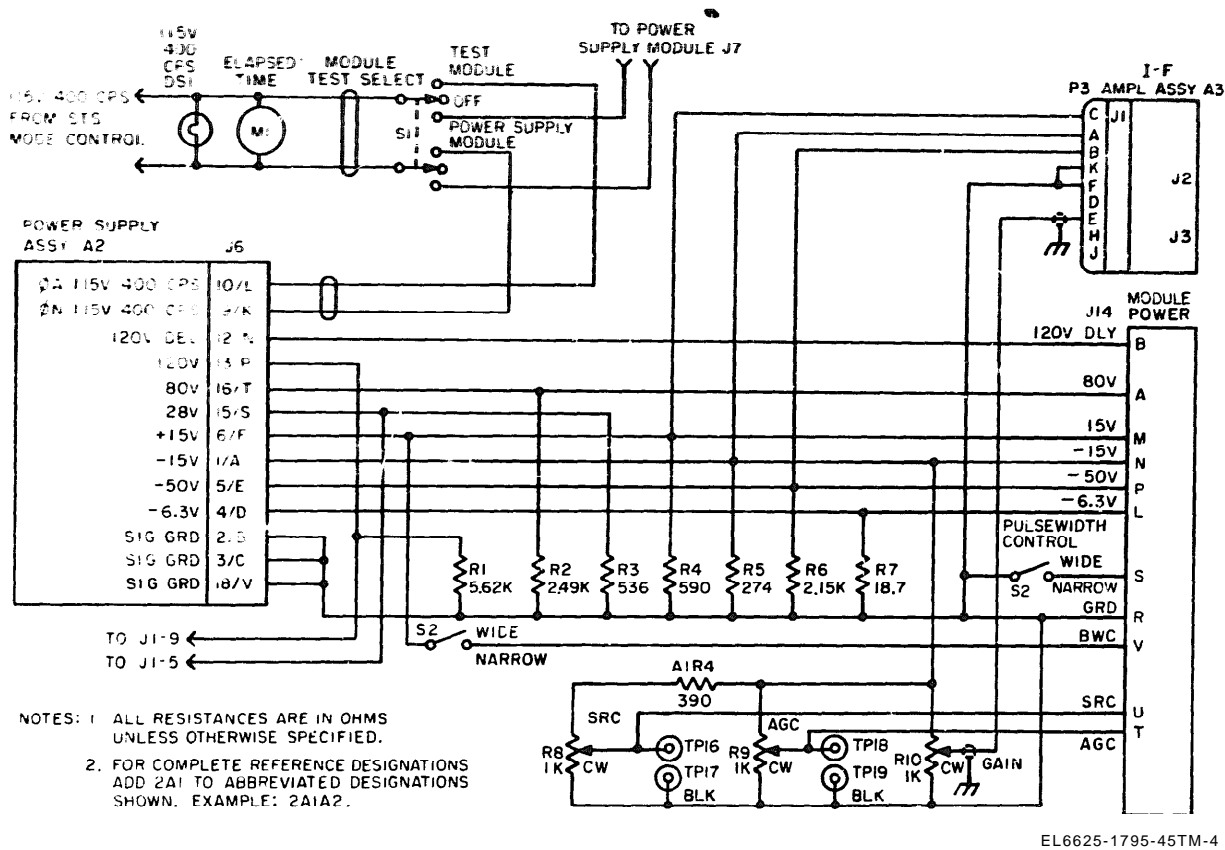 115V
400
CPS
DS1
ELAPSED
TIME
MODULE
TEST SELECT
TEST
MODULE
OFF
S1
POWER SUPPLY
MODULE
TO POWER
SUPPLY MODULE J7
115V 400 CPS
FROM STS
MODE CONTROL
M1
I-F
P3 AMPL ASSY A3
C
A
B
K
F
D
E
H
J
J1
J2
J3
POWER SUPPLY
ASSY A2
J6
ØA 115V 400 CPS 10/L
ØN 115V 400 CPS 9/K
120V DEL 12 N
120V 13 P
80V 16/T
28V 15/S
+15V 6/F
-15V 1/A
-50V 5/E
-6.3V 4/D
SIG GRD 2/B
SIG GRD 3/C
SIG GRD 18/V
TO J1-9
TO J1-5
J14
MODULE
POWER
120V DLY B
80V A
15V M
-15V N
-50V P
-6.3V L
PULSEWIDTH
CONTROL
WIDE
S2
NARROW
S
GRD R
BWC V
SRC U
T
AGC
R1
5.62K
R2
2.49K
R3
536
R4
590
R5
274
R6
2.15K
R7
18.7
S2
WIDE
NARROW
A1R4
390
SRC
R8
1K
CW
TP16
TP17
BLK
AGC
R9
1K
CW
TP18
TP19
BLK
R10
1K
CW
GAIN
NOTES: 1 ALL RESISTANCES ARE IN OHMS
UNLESS OTHERWISE SPECIFIED.
2. FOR COMPLETE REFERENCE DESIGNATIONS
ADD 2A1 TO ABBREVIATED DESIGNATIONS
SHOWN. EXAMPLE: 2A1A2.
EL6625-1795-45TM-4